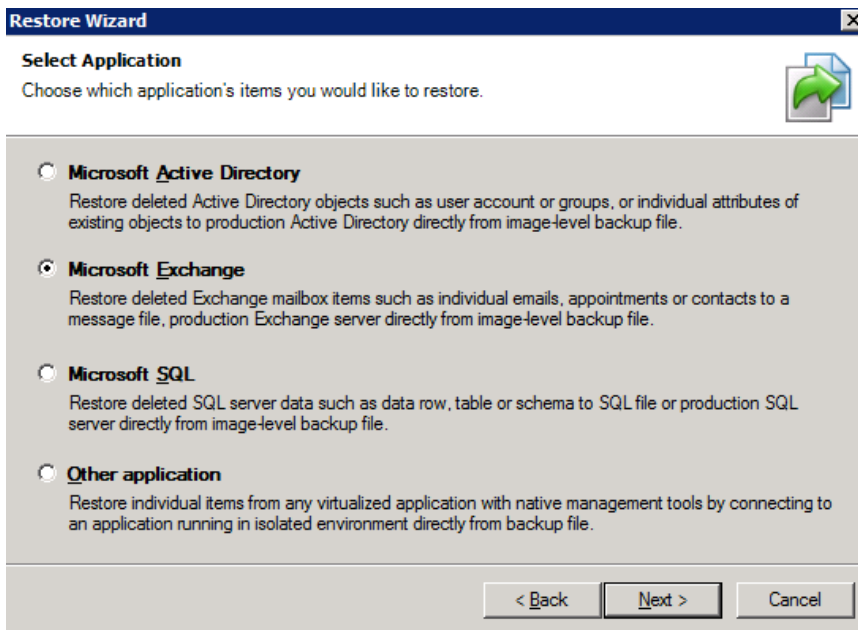 Restore Wizard
Select Application
Choose which application's items you would like to restore.
Microsoft Active Directory
Restore deleted Active Directory objects such as user account or groups, or individual attributes of
existing objects to production Active Directory directly from image-level backup file.
Microsoft Exchange
Restore deleted Exchange mailbox items such as individual emails, appointments or contacts to a
message file, production Exchange server directly from image-level backup file.
Microsoft SQL
Restore deleted SQL server data such as data row, table or schema to SQL file or production SQL
server directly from image-level backup file.
Other application
Restore individual items from any virtualized application with native management tools by connecting to
an application running in isolated environment directly from backup file.
< Back Next > Cancel